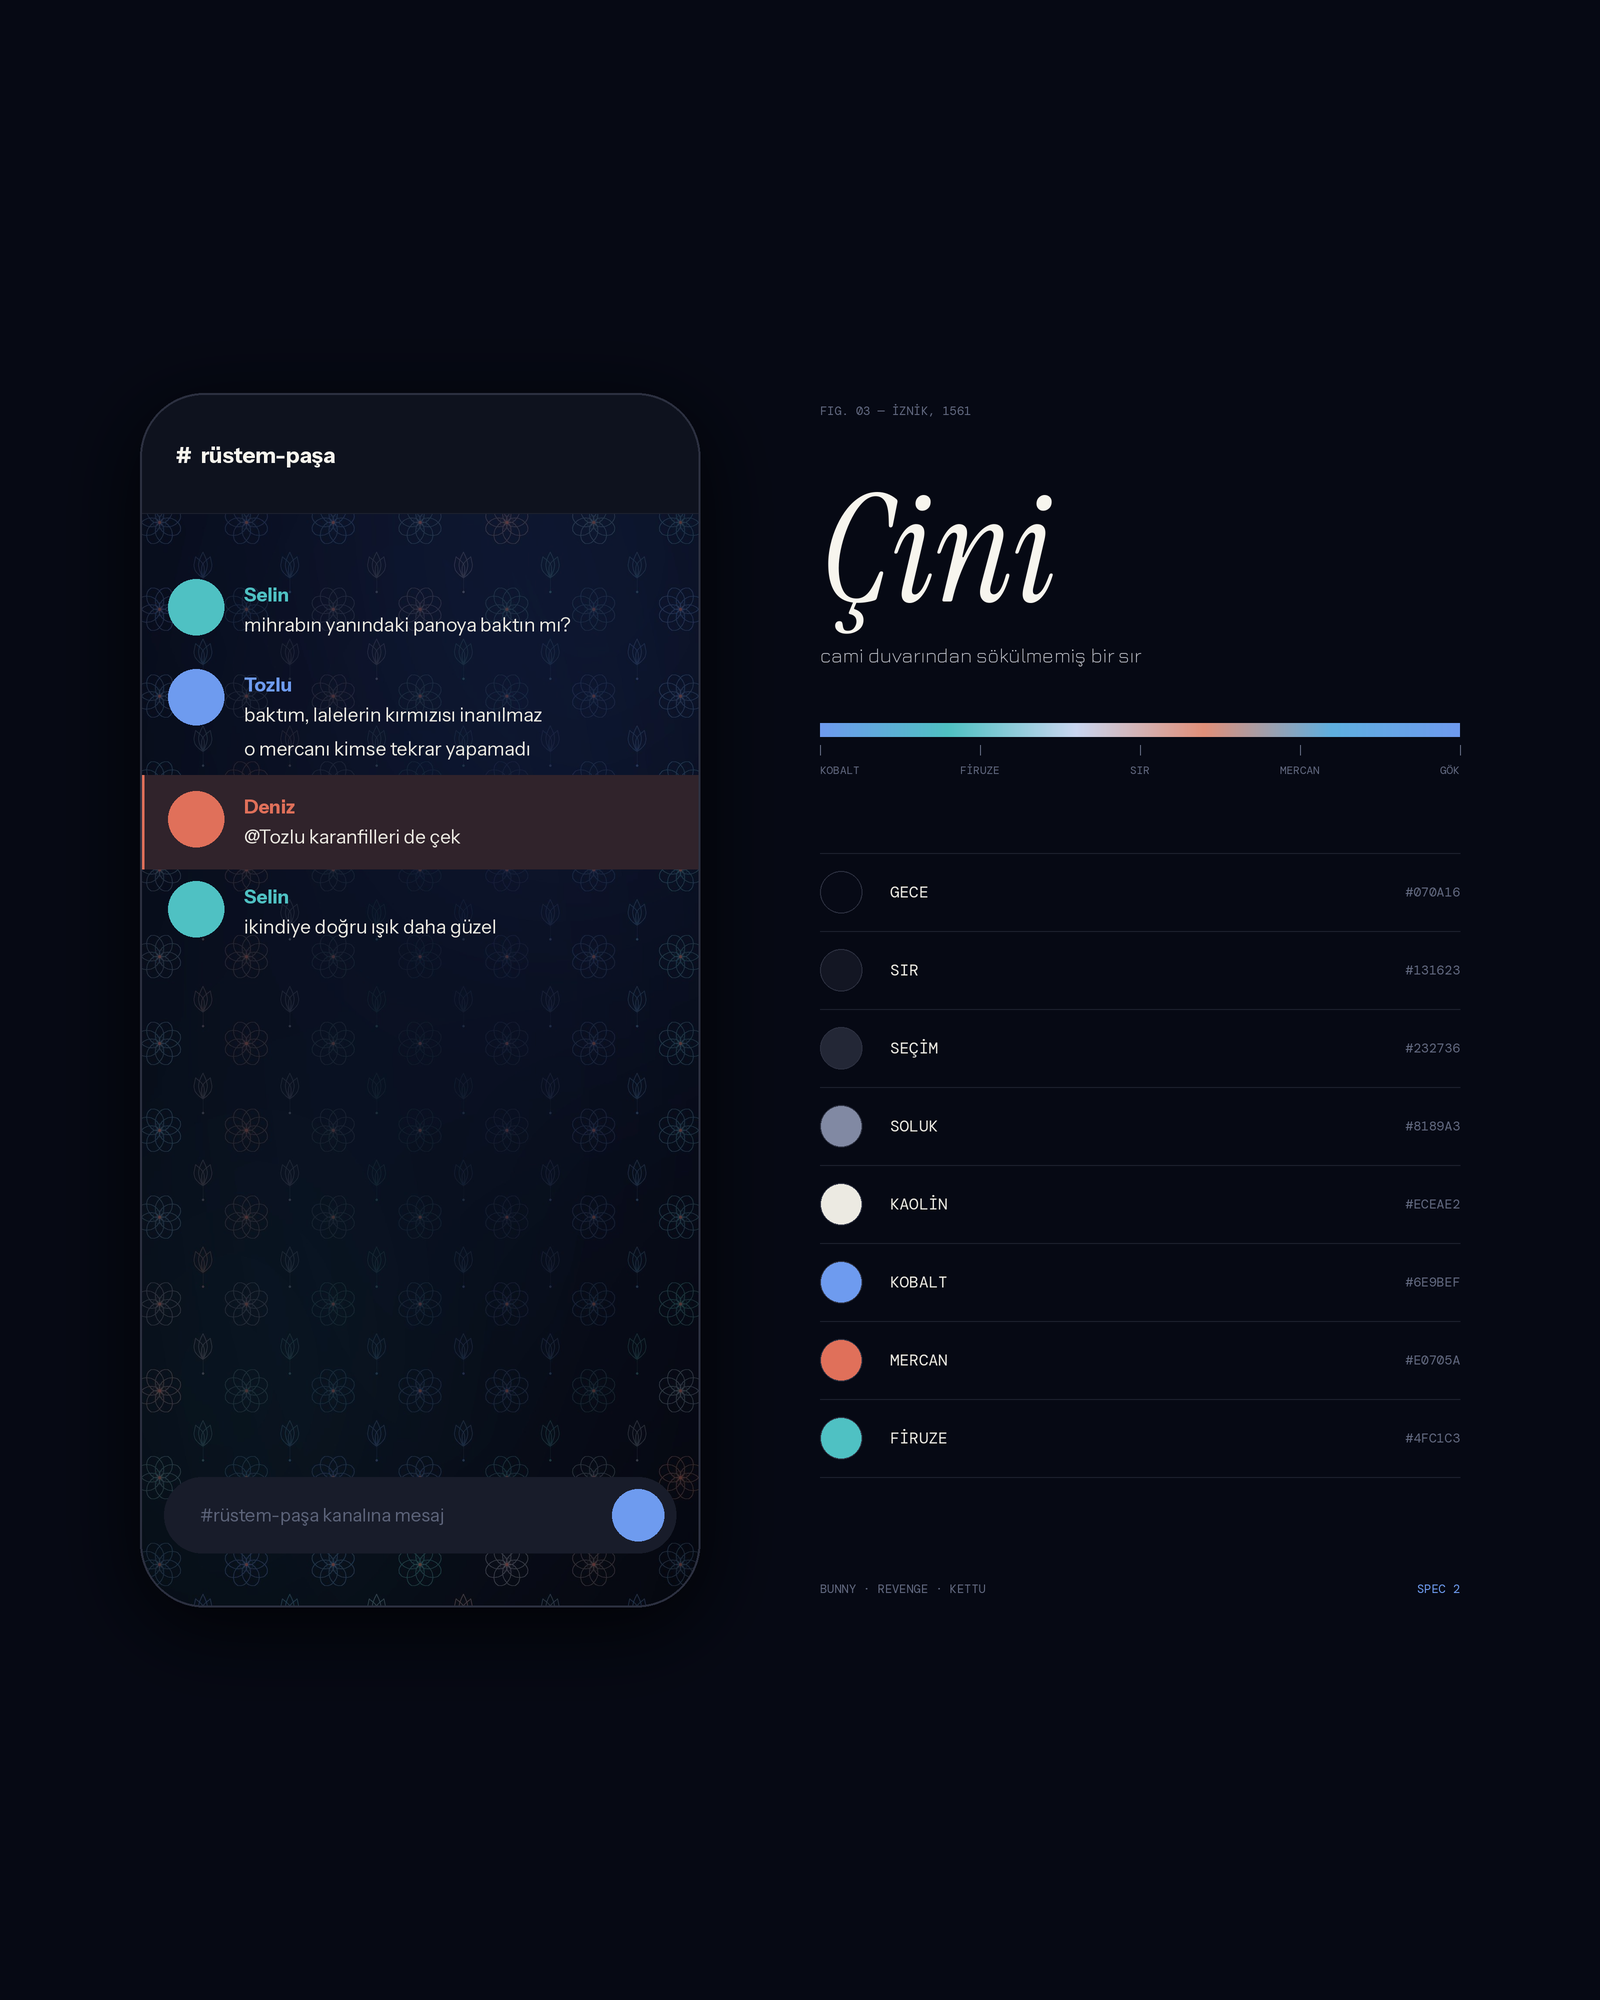 # rüstem-paşa
Selin
mihrabın yanındaki panoya baktın mı?
Tozlu
baktım, lalelerin kırmızısı inanılmaz
o mercanı kimse tekrar yapamadı
Deniz
@Tozlu karanfilleri de çek
Selin
ikindiye doğru ışık daha güzel
#rüstem-paşa kanalına mesaj
FIG. 03 — İZNİK, 1561
Çini
cami duvarından sökülmemiş bir sır
KOBALT FİRUZE SIR MERCAN GÖK
GECE #070A16
SIR #131623
SEÇİM #232736
SOLUK #8189A3
KAOLİN #ECEAE2
KOBALT #6E9BEF
MERCAN #E0705A
FİRUZE #4FC1C3
BUNNY · REVENGE · KETTU SPEC 2